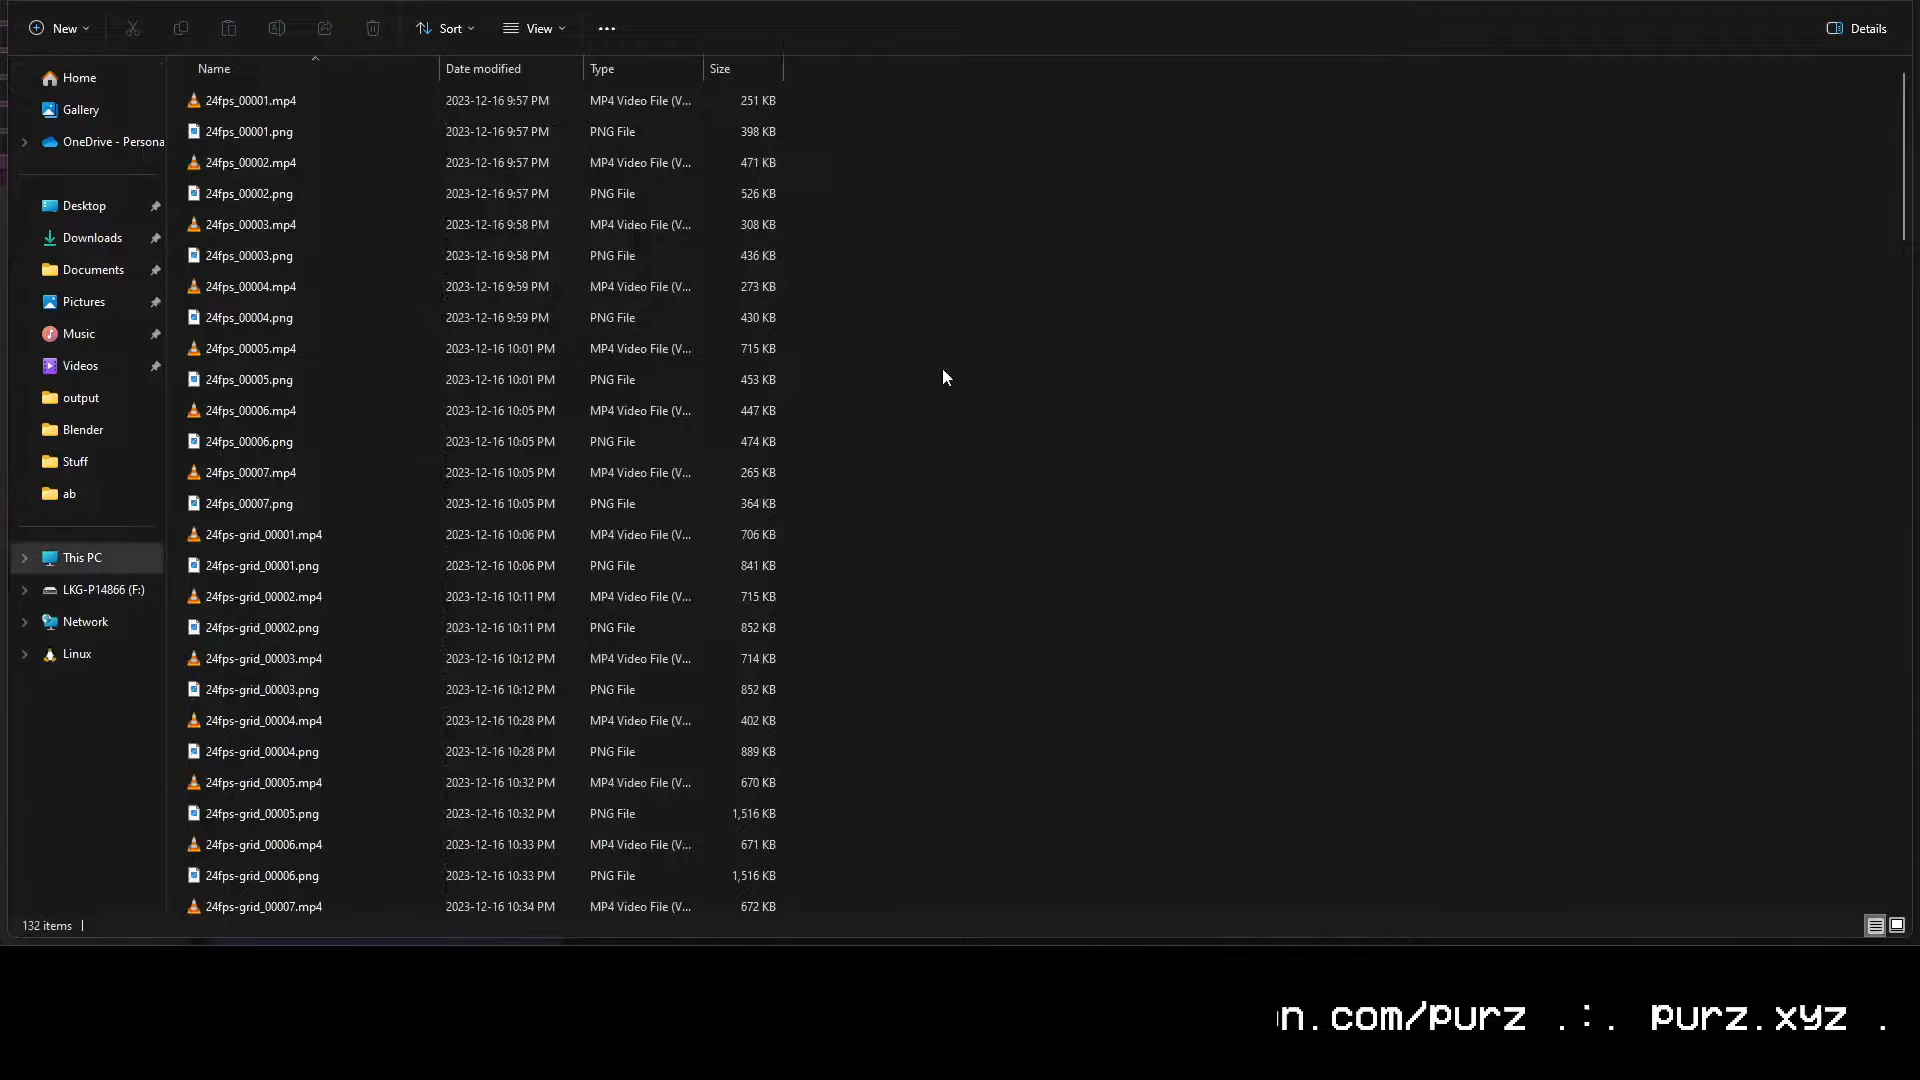 New Sort View ... Details
Name Date modified Type Size
Home
Gallery
OneDrive - Persona
Desktop
Downloads
Documents
Pictures
Music
Videos
output
Blender
Stuff
ab
This PC
LKG-P14866 (F:)
Network
Linux
24fps_00001.mp4 2023-12-16 9:57 PM MP4 Video File (V... 251 KB
24fps_00001.png 2023-12-16 9:57 PM PNG File 398 KB
24fps_00002.mp4 2023-12-16 9:57 PM MP4 Video File (V... 471 KB
24fps_00002.png 2023-12-16 9:57 PM PNG File 526 KB
24fps_00003.mp4 2023-12-16 9:58 PM MP4 Video File (V... 308 KB
24fps_00003.png 2023-12-16 9:58 PM PNG File 436 KB
24fps_00004.mp4 2023-12-16 9:59 PM MP4 Video File (V... 273 KB
24fps_00004.png 2023-12-16 9:59 PM PNG File 430 KB
24fps_00005.mp4 2023-12-16 10:01 PM MP4 Video File (V... 715 KB
24fps_00005.png 2023-12-16 10:01 PM PNG File 453 KB
24fps_00006.mp4 2023-12-16 10:05 PM MP4 Video File (V... 447 KB
24fps_00006.png 2023-12-16 10:05 PM PNG File 474 KB
24fps_00007.mp4 2023-12-16 10:05 PM MP4 Video File (V... 265 KB
24fps_00007.png 2023-12-16 10:05 PM PNG File 364 KB
24fps-grid_00001.mp4 2023-12-16 10:06 PM MP4 Video File (V... 706 KB
24fps-grid_00001.png 2023-12-16 10:06 PM PNG File 841 KB
24fps-grid_00002.mp4 2023-12-16 10:11 PM MP4 Video File (V... 715 KB
24fps-grid_00002.png 2023-12-16 10:11 PM PNG File 852 KB
24fps-grid_00003.mp4 2023-12-16 10:12 PM MP4 Video File (V... 714 KB
24fps-grid_00003.png 2023-12-16 10:12 PM PNG File 852 KB
24fps-grid_00004.mp4 2023-12-16 10:28 PM MP4 Video File (V... 402 KB
24fps-grid_00004.png 2023-12-16 10:28 PM PNG File 889 KB
24fps-grid_00005.mp4 2023-12-16 10:32 PM MP4 Video File (V... 670 KB
24fps-grid_00005.png 2023-12-16 10:32 PM PNG File 1,516 KB
24fps-grid_00006.mp4 2023-12-16 10:33 PM MP4 Video File (V... 671 KB
24fps-grid_00006.png 2023-12-16 10:33 PM PNG File 1,516 KB
24fps-grid_00007.mp4 2023-12-16 10:34 PM MP4 Video File (V... 672 KB
132 items
n.com/purz .:. purz.xyz .